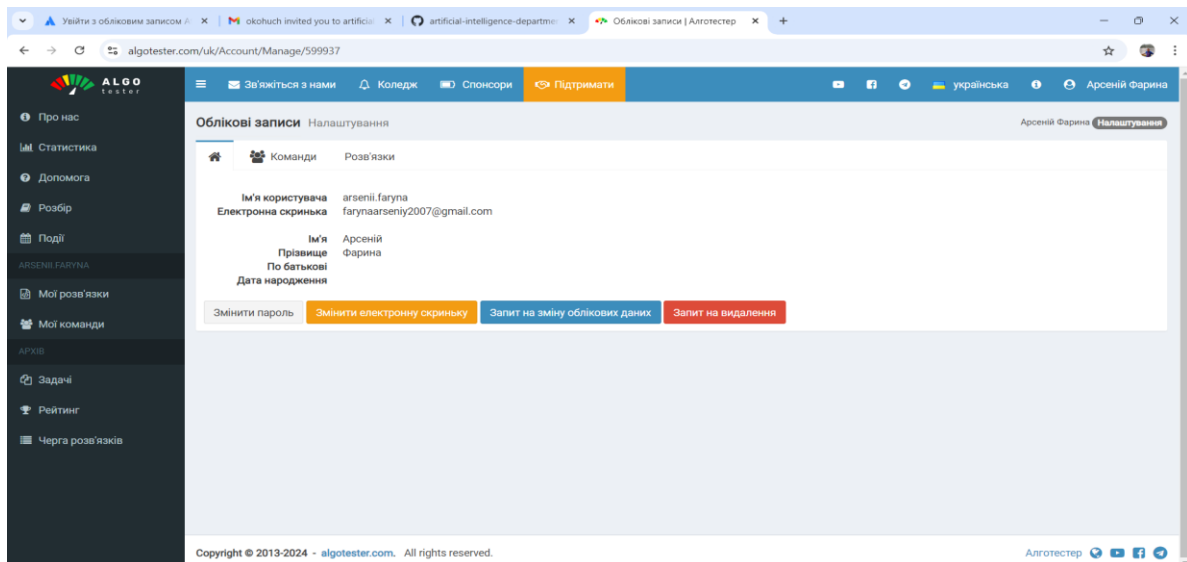 Увійти з обліковим записом A
okohuch invited you to artificial
artificial-intelligence-departme
Облікові записи | Алготестер
algotester.com/uk/Account/Manage/599937
ALGO
tester
Зв'яжіться з нами
Коледж
Спонсори
Підтримати
українська
Арсеній Фарина
Про нас
Статистика
Допомога
Розбір
Події
ARSENII.FARYNA
Мої розв'язки
Мої команди
АРХІВ
Задачі
Рейтинг
Черга розв'язків
Облікові записи Налаштування
Арсеній Фарина Налаштування
Команди
Розв'язки
Ім'я користувача arsenii.faryna
Електронна скринька farynaarseniy2007@gmail.com
Ім'я Арсеній
Прізвище Фарина
По батькові
Дата народження
Змінити пароль
Змінити електронну скриньку
Запит на зміну облікових даних
Запит на видалення
Copyright © 2013-2024 - algotester.com. All rights reserved.
Алготестер